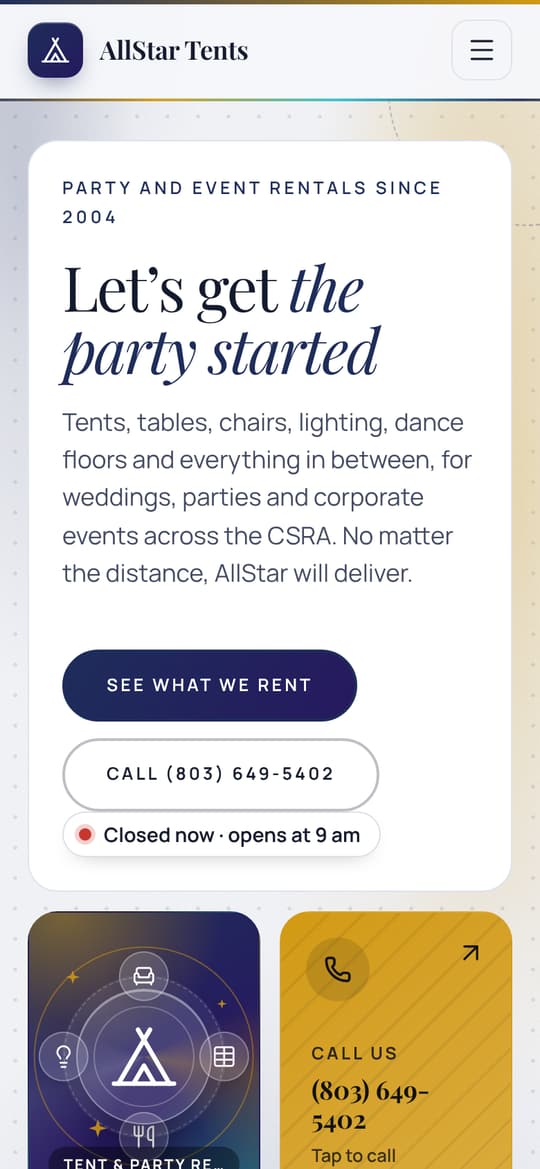 AllStar Tents
PARTY AND EVENT RENTALS SINCE
2004
Let’s get the
party started
Tents, tables, chairs, lighting, dance
floors and everything in between, for
weddings, parties and corporate
events across the CSRA. No matter
the distance, AllStar will deliver.
SEE WHAT WE RENT
CALL (803) 649-5402
Closed now · opens at 9 am
TENT & PARTY RE…
CALL US
(803) 649-
5402
Tap to call